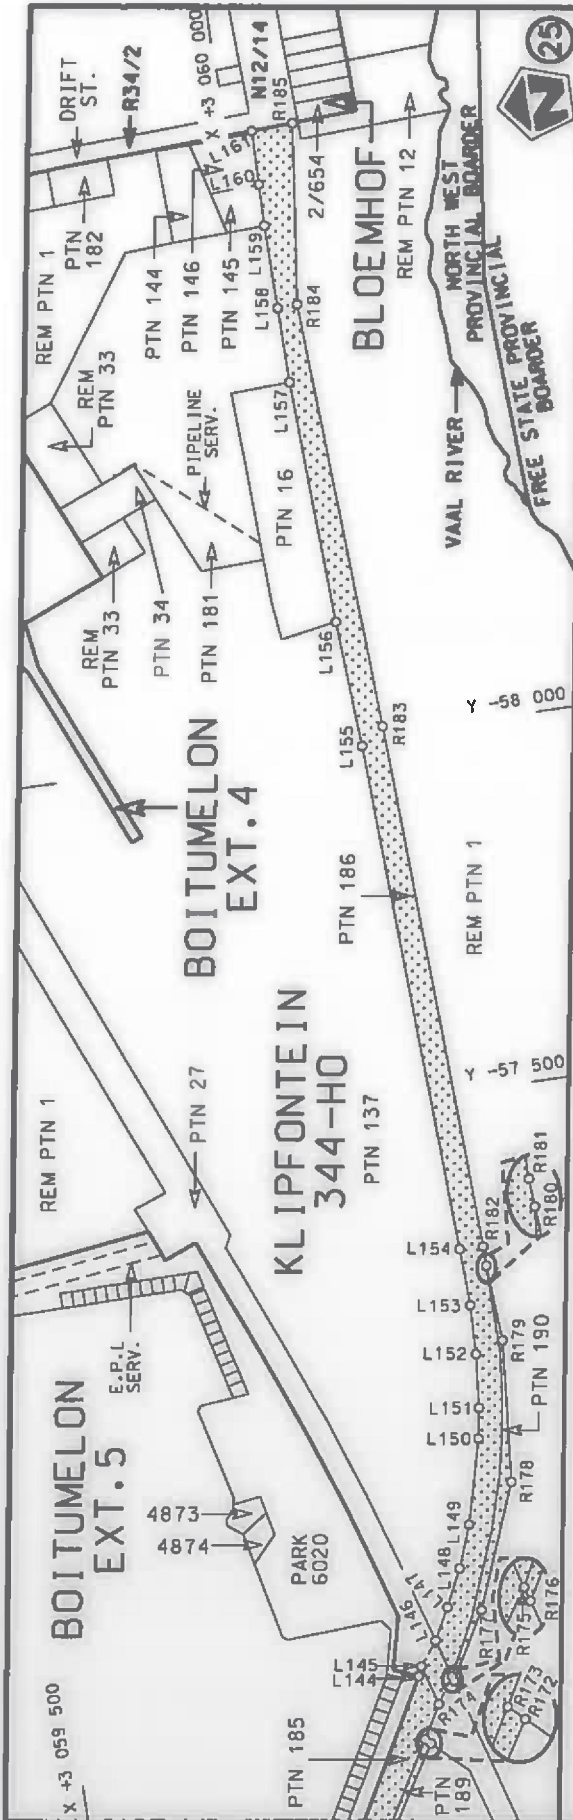 DRIFT
ST.
R34/2
X +3 060 000
N12/14
25
REM PTN 1
PTN
182
L161
R185
L160
PTN 144
PTN 146
PTN 145
L159
2/654
BLOEMHOF
REM PTN 12
NORTH WEST
PROVINCIAL BOARDER
FREE STATE PROVINCIAL
BOARDER
VAAL RIVER
L158
R184
REM
PTN 33
L157
PIPELINE
SERV.
PTN 16
REM
PTN 33
PTN 34
PTN 181
L156
L155
R183
Y -58 000
BOITUMELON
EXT.4
PTN 186
REM PTN 1
KLIPFONTEIN
344-HO
PTN 137
Y -57 500
REM PTN 1
PTN 27
R181
R180
L154
R182
L153
R179
L152
PTN 190
E.P.L
SERV.
L151
L150
BOITUMELON
EXT.5
R178
4873
4874
L149
PARK
6020
L148
L147
L146
R177
R175
R176
L145
L144
R174
R173
R172
X +3 059 500
PTN 185
PTN
189